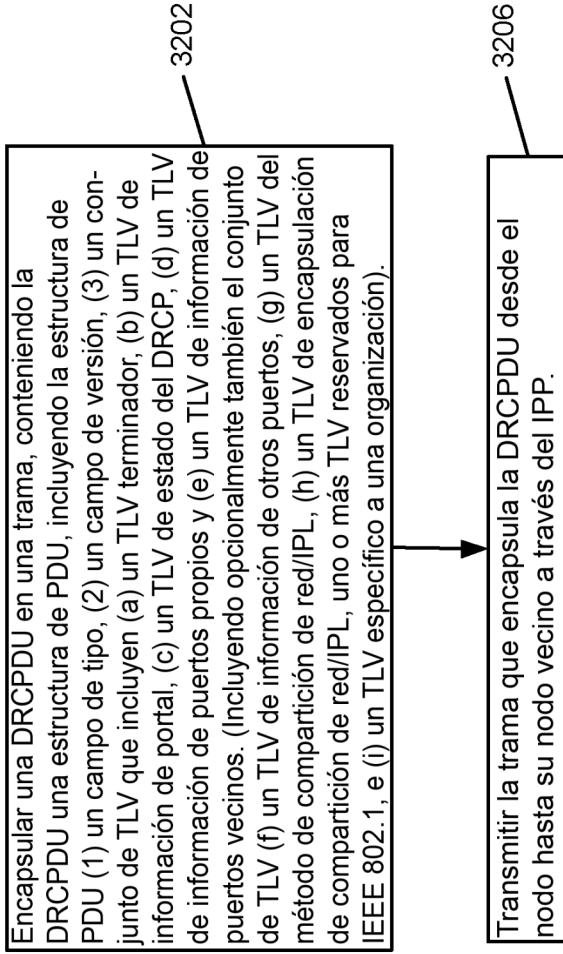 Encapsular una DRCPDU en una trama, conteniendo la
DRCPDU una estructura de PDU, incluyendo la estructura de
PDU (1) un campo de tipo, (2) un campo de versión, (3) un con-
junto de TLV que incluyen (a) un TLV terminador, (b) un TLV de
información de portal, (c) un TLV de estado del DRCP, (d) un TLV
de información de puertos propios y (e) un TLV de información de
puertos vecinos. (Incluyendo opcionalmente también el conjunto
de TLV (f) un TLV de información de otros puertos, (g) un TLV del
método de compartición de red/IPL, (h) un TLV de encapsulación
de compartición de red/IPL, uno o más TLV reservados para
IEEE 802.1, e (i) un TLV específico a una organización).
3202
Transmitir la trama que encapsula la DRCPDU desde el
nodo hasta su nodo vecino a través del IPP.
3206